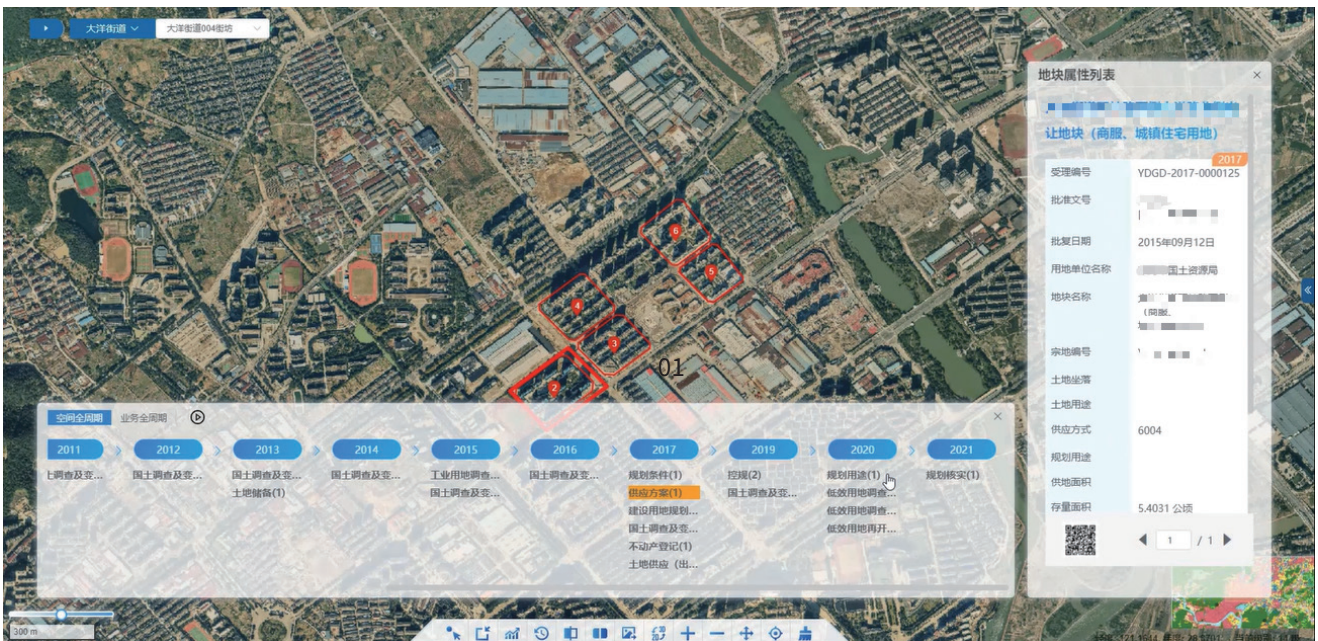 大洋街道
大洋街道004街坊
地块属性列表
让地块（商服、城镇住宅用地）
2017
受理编号 YDGD-2017-0000125
批准文号
批复日期 2015年09月12日
用地单位名称 国土资源局
地块名称
（商服、
宗地编号
土地坐落
土地用途
供应方式 6004
规划用途
供地面积
存量面积 5.4031 公顷
1 / 1
6
5
4
3
2
01
空间全周期 业务全周期
2011 2012 2013 2014 2015 2016 2017 2019 2020 2021
调查及变... 国土调查及变... 国土调查及变... 国土调查及变... 工业用地调查... 国土调查及变... 规划条件(1) 控规(2) 规划用途(1) 规划核实(1)
土地储备(1) 国土调查及变... 供应方案(1) 国土调查及变... 低效用地调查...
建设用地规划... 低效用地调查...
国土调查及变... 低效用地再开...
不动产登记(1)
土地供应（出...
300 m